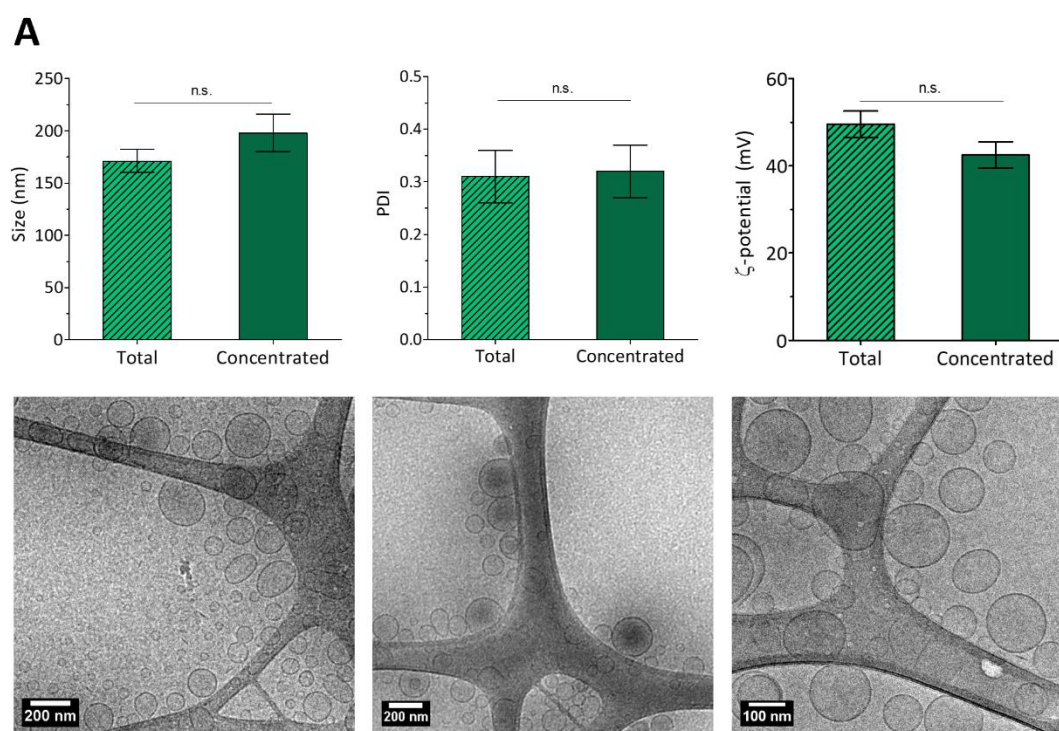 A
n.s.
250
200
150
100
50
0
Size (nm)
Total
Concentrated
n.s.
0.5
0.4
0.3
0.2
0.1
0.0
PDI
Total
Concentrated
n.s.
60
40
20
0
ζ-potential (mV)
Total
Concentrated
200 nm
200 nm
100 nm